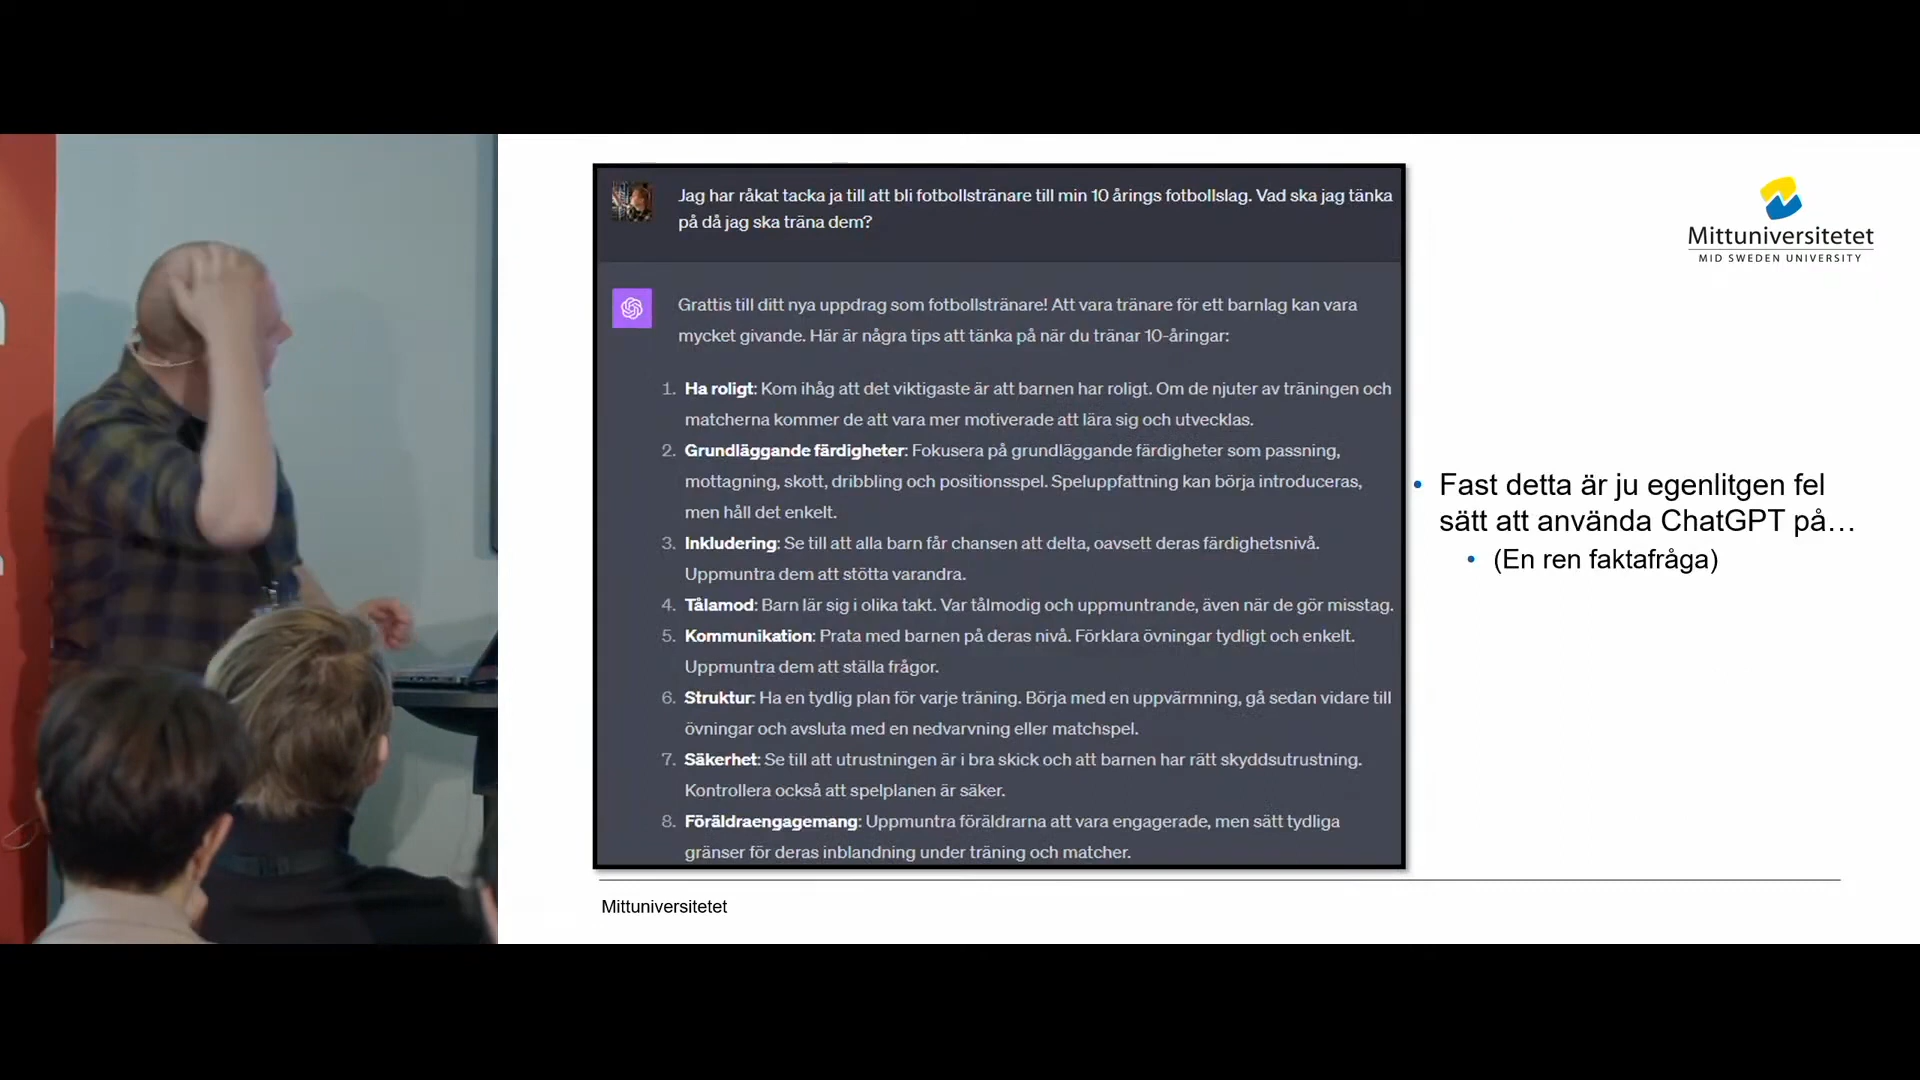 Jag har råkat tacka ja till att bli fotbollstränare till min 10 årings fotbollslag. Vad ska jag tänka
på då jag ska träna dem?
Grattis till ditt nya uppdrag som fotbollstränare! Att vara tränare för ett barnlag kan vara
mycket givande. Här är några tips att tänka på när du tränar 10-åringar:
1. Ha roligt: Kom ihåg att det viktigaste är att barnen har roligt. Om de njuter av träningen och
matcherna kommer de att vara mer motiverade att lära sig och utvecklas.
2. Grundläggande färdigheter: Fokusera på grundläggande färdigheter som passning,
mottagning, skott, dribbling och positionsspel. Speluppfattning kan börja introduceras,
men håll det enkelt.
3. Inkludering: Se till att alla barn får chansen att delta, oavsett deras färdighetsnivå.
Uppmuntra dem att stötta varandra.
4. Tålamod: Barn lär sig i olika takt. Var tålmodig och uppmuntrande, även när de gör misstag.
5. Kommunikation: Prata med barnen på deras nivå. Förklara övningar tydligt och enkelt.
Uppmuntra dem att ställa frågor.
6. Struktur: Ha en tydlig plan för varje träning. Börja med en uppvärmning, gå sedan vidare till
övningar och avsluta med en nedvarvning eller matchspel.
7. Säkerhet: Se till att utrustningen är i bra skick och att barnen har rätt skyddsutrustning.
Kontrollera också att spelplanen är säker.
8. Föräldraengagemang: Uppmuntra föräldrarna att vara engagerade, men sätt tydliga
gränser för deras inblandning under träning och matcher.
Mittuniversitetet
MID SWEDEN UNIVERSITY
• Fast detta är ju egenlitgen fel
sätt att använda ChatGPT på…
• (En ren faktafråga)
Mittuniversitetet